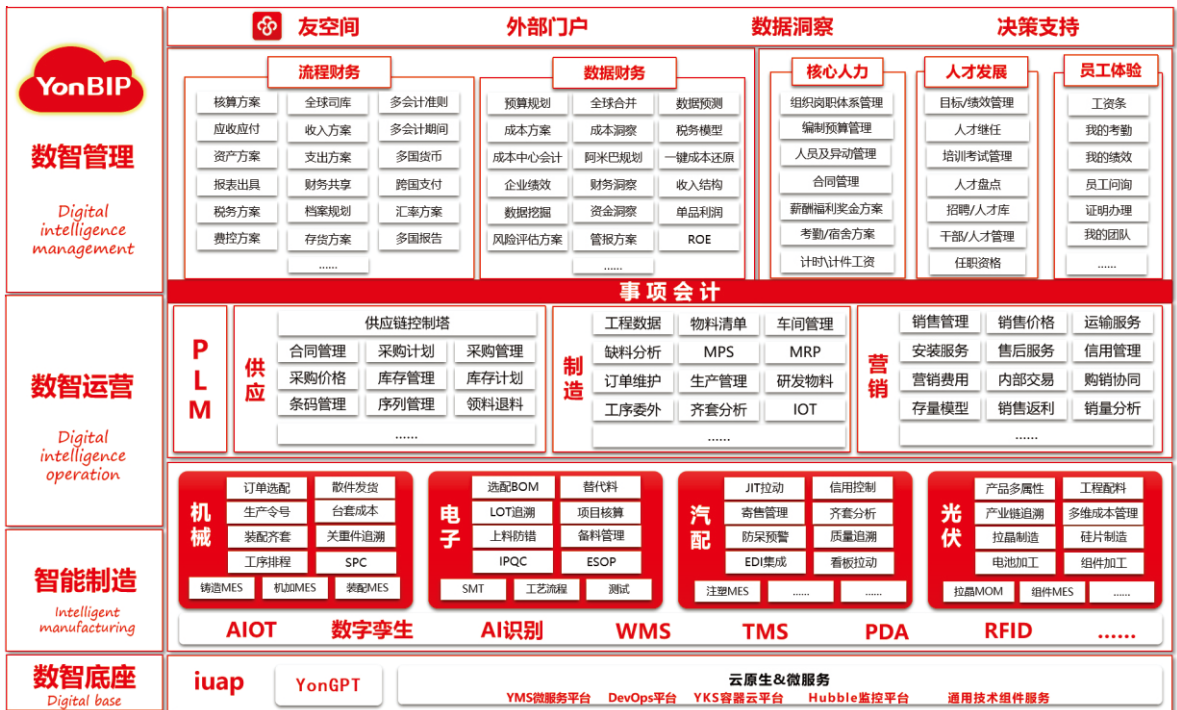 友空间 外部门户 数据洞察 决策支持
YonBIP
数智管理
Digital
intelligence
management
流程财务
核算方案 全球司库 多会计准则
应收应付 收入方案 多会计期间
资产方案 支出方案 多国货币
报表出具 财务共享 跨国支付
税务方案 档案规划 汇率方案
费控方案 存货方案 多国报告
......
数据财务
预算规划 全球合并 数据预测
成本方案 成本洞察 税务模型
成本中心会计 阿米巴规划 一键成本还原
企业绩效 财务洞察 收入结构
数据挖掘 资金洞察 单品利润
风险评估方案 管报方案 ROE
......
核心人力
组织岗职体系管理
编制预算管理
人员及异动管理
合同管理
薪酬福利奖金方案
考勤/宿舍方案
计时\计件工资
人才发展
目标/绩效管理
人才继任
培训考试管理
人才盘点
招聘/人才库
干部/人才管理
任职资格
员工体验
工资条
我的考勤
我的绩效
员工问询
证明办理
我的团队
......
事项会计
数智运营
Digital
intelligence
operation
PLM
供应
供应链控制塔
合同管理 采购计划 采购管理
采购价格 库存管理 库存计划
条码管理 序列管理 领料退料
......
制造
工程数据 物料清单 车间管理
缺料分析 MPS MRP
订单维护 生产管理 研发物料
工序委外 齐套分析 IOT
......
营销
销售管理 销售价格 运输服务
安装服务 售后服务 信用管理
营销费用 内部交易 购销协同
存量模型 销售返利 销量分析
......
智能制造
Intelligent
manufacturing
机械
订单选配 散件发货
生产令号 台套成本
装配齐套 关重件追溯
工序排程 SPC
铸造MES 机加MES 装配MES
电子
选配BOM 替代料
LOT追溯 项目核算
上料防错 备料管理
IPQC ESOP
SMT 工艺流程 测试
汽配
JIT拉动 信用控制
寄售管理 齐套分析
防呆预警 质量追溯
EDI集成 看板拉动
注塑MES ...... ......
光伏
产品多属性 工程配料
产业链追溯 多维成本管理
拉晶制造 硅片制造
电池加工 组件加工
拉晶MOM 组件MES ......
AIOT 数字孪生 AI识别 WMS TMS PDA RFID ......
数智底座
Digital base
iuap YonGPT
云原生&微服务
YMS微服务平台 DevOps平台 YKS容器云平台 Hubble监控平台 通用技术组件服务